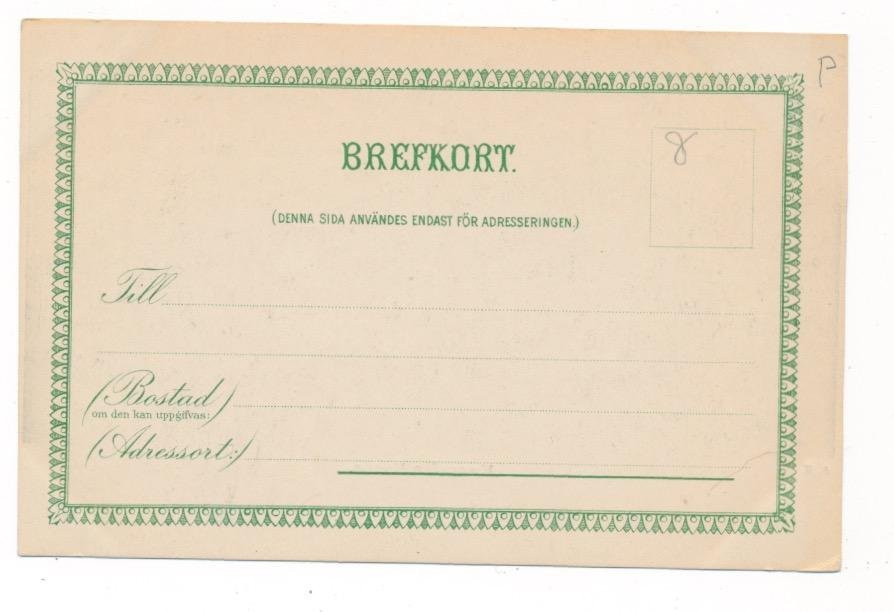 P
8
BREFKORT.
(DENNA SIDA ANVÄNDES ENDAST FÖR ADRESSERINGEN.)
Till
(Bostad)
om den kan uppgifvas:
(Adressort:)